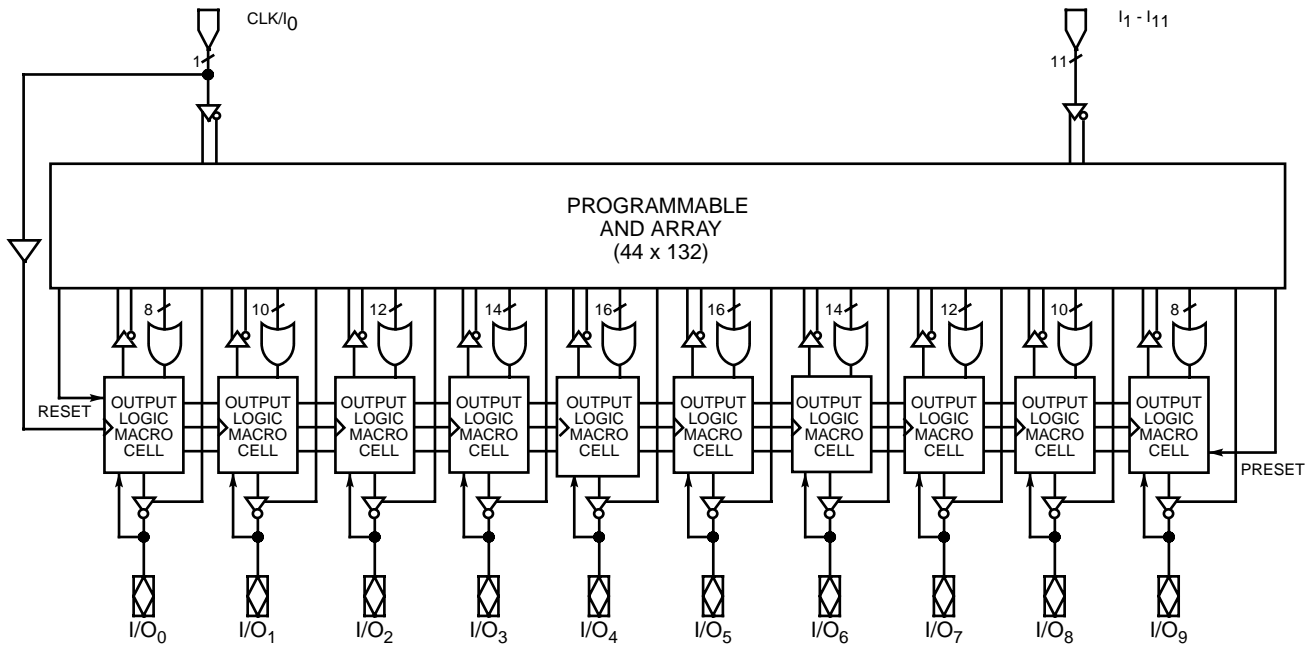 CLK/I0
I1 - I11
1
11
PROGRAMMABLE
AND ARRAY
(44 x 132)
8
10
12
14
16
16
14
12
10
8
OUTPUT
LOGIC
MACRO
CELL
OUTPUT
LOGIC
MACRO
CELL
OUTPUT
LOGIC
MACRO
CELL
OUTPUT
LOGIC
MACRO
CELL
OUTPUT
LOGIC
MACRO
CELL
OUTPUT
LOGIC
MACRO
CELL
OUTPUT
LOGIC
MACRO
CELL
OUTPUT
LOGIC
MACRO
CELL
OUTPUT
LOGIC
MACRO
CELL
OUTPUT
LOGIC
MACRO
CELL
RESET
PRESET
I/O0
I/O1
I/O2
I/O3
I/O4
I/O5
I/O6
I/O7
I/O8
I/O9